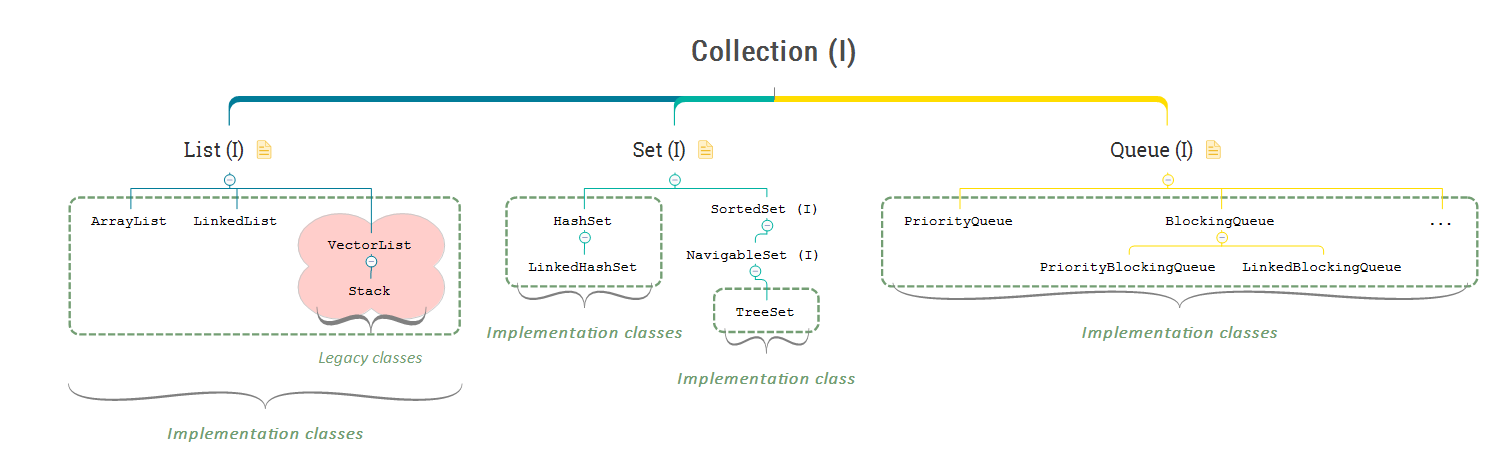 Collection (I)
List (I)
Set (I)
Queue (I)
ArrayList
LinkedList
VectorList
Stack
Legacy classes
Implementation classes
HashSet
LinkedHashSet
Implementation classes
SortedSet (I)
NavigableSet (I)
TreeSet
Implementation class
PriorityQueue
BlockingQueue
...
PriorityBlockingQueue
LinkedBlockingQueue
Implementation classes